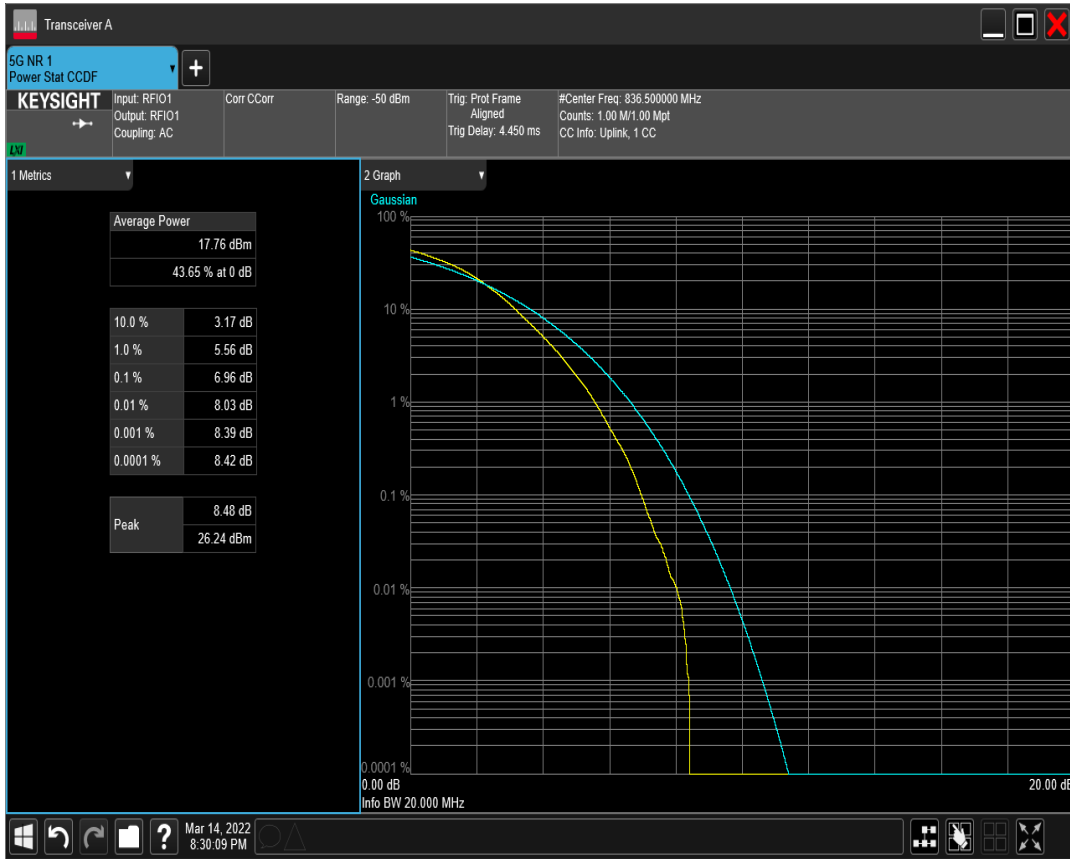 Transceiver A
5G NR 1
Power Stat CCDF
+
KEYSIGHT
LXI
Input: RFIO1
Output: RFIO1
Coupling: AC
Corr CCorr
Range: -50 dBm
Trig: Prot Frame
Aligned
Trig Delay: 4.450 ms
#Center Freq: 836.500000 MHz
Counts: 1.00 M/1.00 Mpt
CC Info: Uplink, 1 CC
1 Metrics
Average Power
17.76 dBm
43.65 % at 0 dB
10.0 % 3.17 dB
1.0 % 5.56 dB
0.1 % 6.96 dB
0.01 % 8.03 dB
0.001 % 8.39 dB
0.0001 % 8.42 dB
Peak 8.48 dB
26.24 dBm
2 Graph
Gaussian
100 %
10 %
1 %
0.1 %
0.01 %
0.001 %
0.0001 %
0.00 dB 20.00 dB
Info BW 20.000 MHz
?
Mar 14, 2022
8:30:09 PM